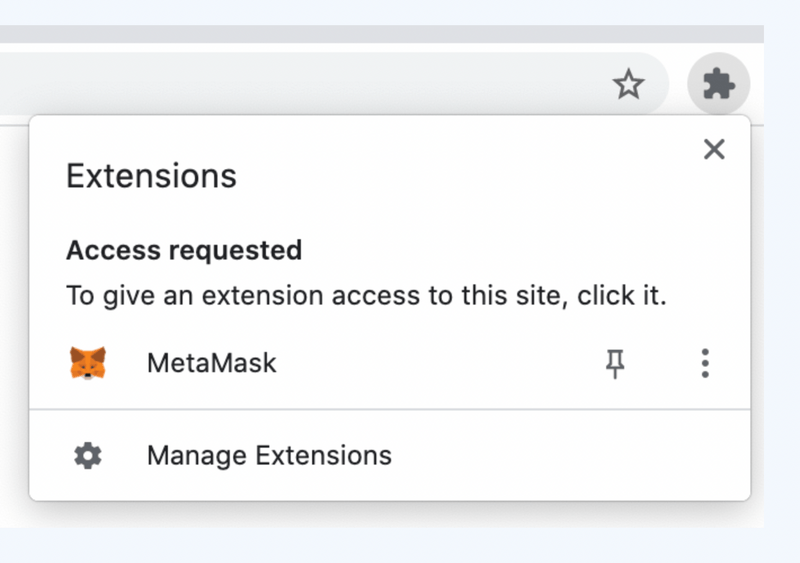 Extensions
Access requested
To give an extension access to this site, click it.
MetaMask
Manage Extensions